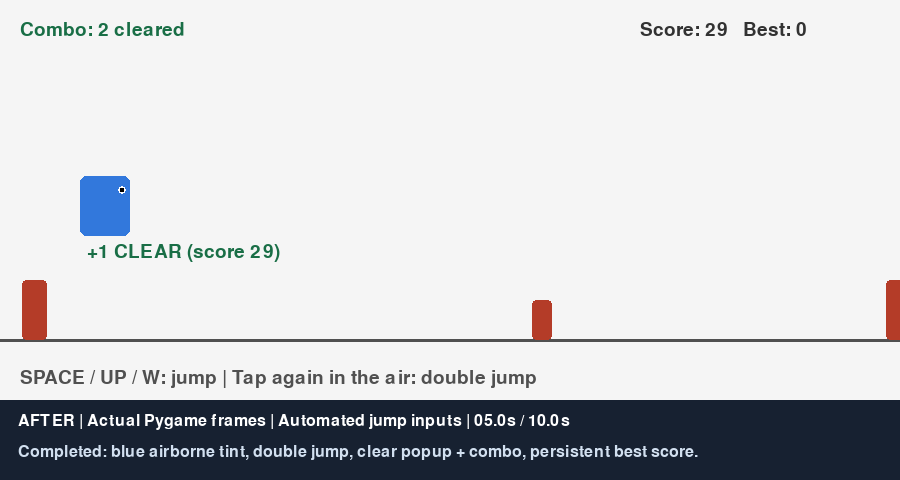 Combo: 2 cleared
Score: 29 Best: 0
+1 CLEAR (score 29)
SPACE / UP / W: jump | Tap again in the air: double jump
AFTER | Actual Pygame frames | Automated jump inputs | 05.0s / 10.0s
Completed: blue airborne tint, double jump, clear popup + combo, persistent best score.